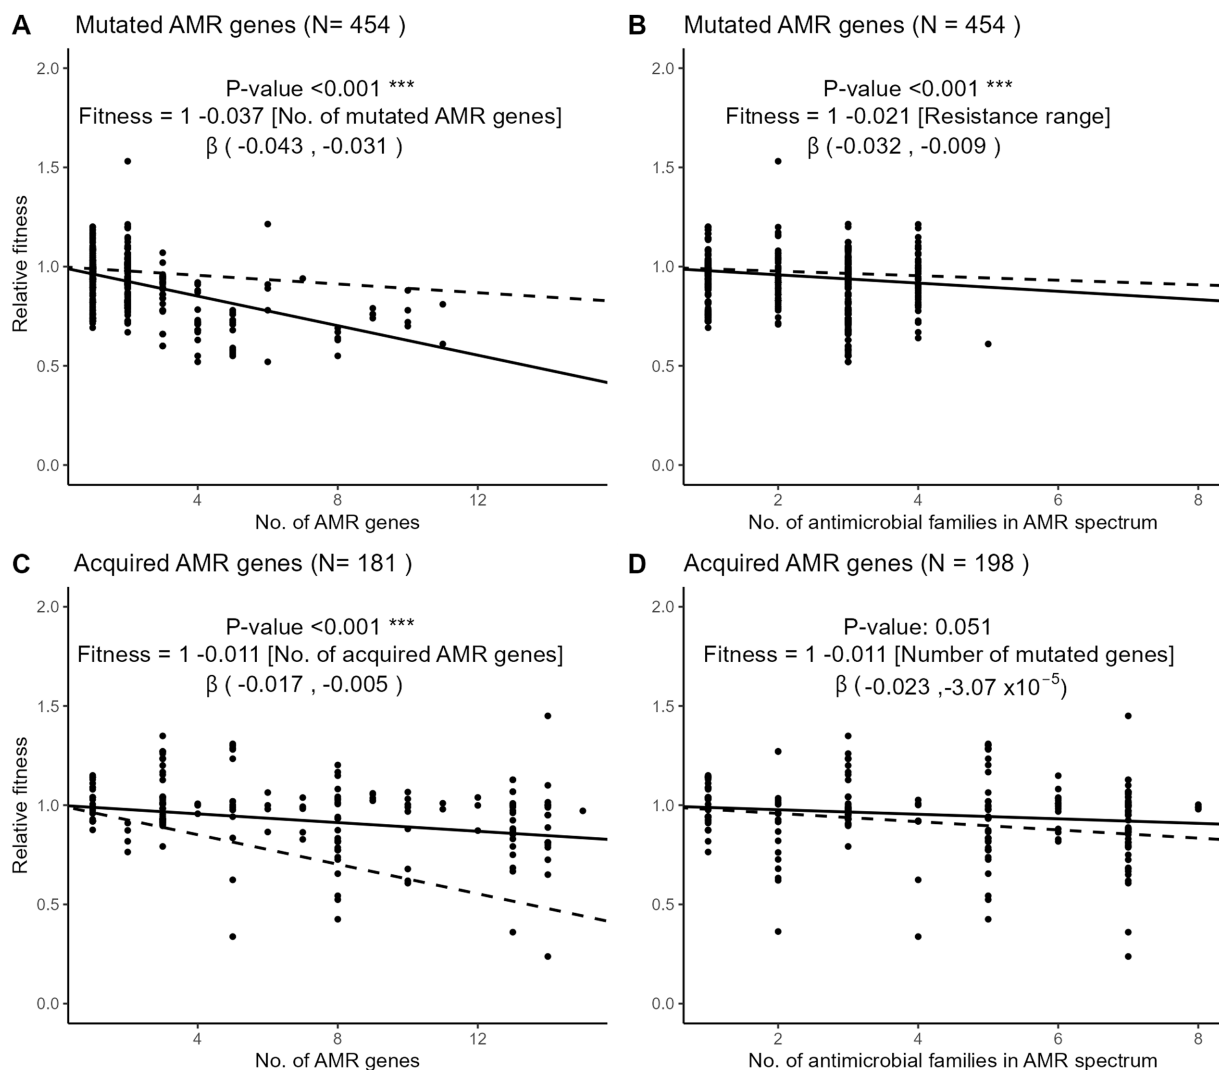 A Mutated AMR genes (N= 454 )
P-value <0.001 ***
Fitness = 1 -0.037 [No. of mutated AMR genes]
β ( -0.043 , -0.031 )
Relative fitness
2.0
1.5
1.0
0.5
0.0
4 8 12
No. of AMR genes
B Mutated AMR genes (N = 454 )
P-value <0.001 ***
Fitness = 1 -0.021 [Resistance range]
β ( -0.032 , -0.009 )
2.0
1.5
1.0
0.5
0.0
2 4 6 8
No. of antimicrobial families in AMR spectrum
C Acquired AMR genes (N= 181 )
P-value <0.001 ***
Fitness = 1 -0.011 [No. of acquired AMR genes]
β ( -0.017 , -0.005 )
Relative fitness
2.0
1.5
1.0
0.5
0.0
4 8 12
No. of AMR genes
D Acquired AMR genes (N = 198 )
P-value: 0.051
Fitness = 1 -0.011 [Number of mutated genes]
β ( -0.023 ,-3.07 x10⁻⁵)
2.0
1.5
1.0
0.5
0.0
2 4 6 8
No. of antimicrobial families in AMR spectrum